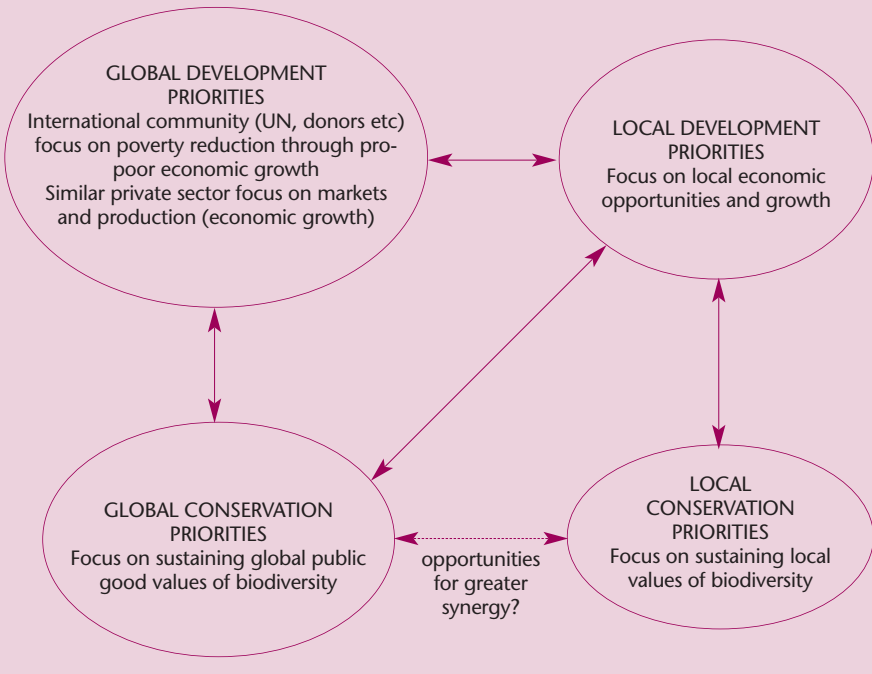 GLOBAL DEVELOPMENT
PRIORITIES
International community (UN, donors etc)
focus on poverty reduction through pro-
poor economic growth
Similar private sector focus on markets
and production (economic growth)
LOCAL DEVELOPMENT
PRIORITIES
Focus on local economic
opportunities and growth
GLOBAL CONSERVATION
PRIORITIES
Focus on sustaining global public
good values of biodiversity
opportunities
for greater
synergy?
LOCAL
CONSERVATION
PRIORITIES
Focus on sustaining local
values of biodiversity